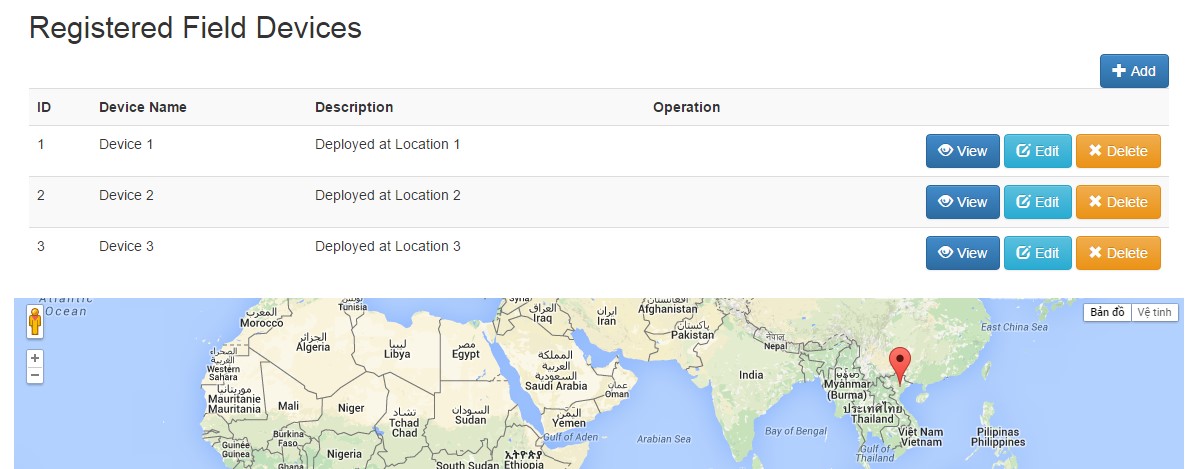 Registered Field Devices
Add
ID Device Name Description Operation
1 Device 1 Deployed at Location 1 View Edit Delete
2 Device 2 Deployed at Location 2 View Edit Delete
3 Device 3 Deployed at Location 3 View Edit Delete
Atlantic
Ocean
Bản đồ Vệ tinh
+
−
المغرب
Morocco
Tunisia
الجزائر
Algeria
ليبيا
Libya
مصر
Egypt
العراق
Iraq
ایران
Iran
Afghanistan
پاکستان
Pakistan
नेपाल
Nepal
East China Sea
الصحراء
الغربية
Western
Sahara
موريتانيا
Mauritanie
Mauritania
Mali
Niger
تشاد
Tchad
Chad
السودان
Sudan
المملكة
العربية
السعودية
Saudi Arabia
عمان
Oman
اليمن
Yemen
India
Myanmar
(Burma)
ประเทศไทย
Thailand
Việt Nam
Vietnam
Pilipinas
Philippines
Burkina
Faso
Guinée
Guinea
Nigeria
Ghana
South Sudan
ኢትዮጵያ
Ethiopia
Gulf of Aden
Arabian Sea
Bay of Bengal
Gulf of
Thailand